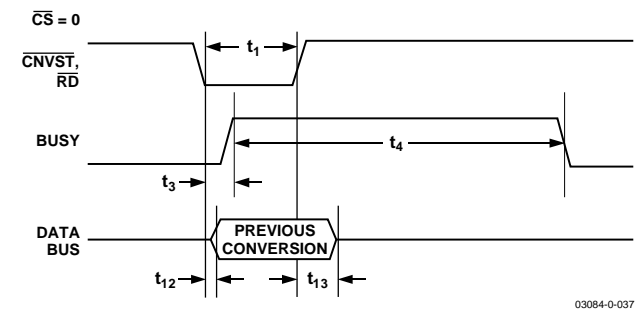 CS = 0
t1
CNVST,
RD
BUSY
t4
t3
DATA
BUS
PREVIOUS
CONVERSION
t12
t13
03084-0-037